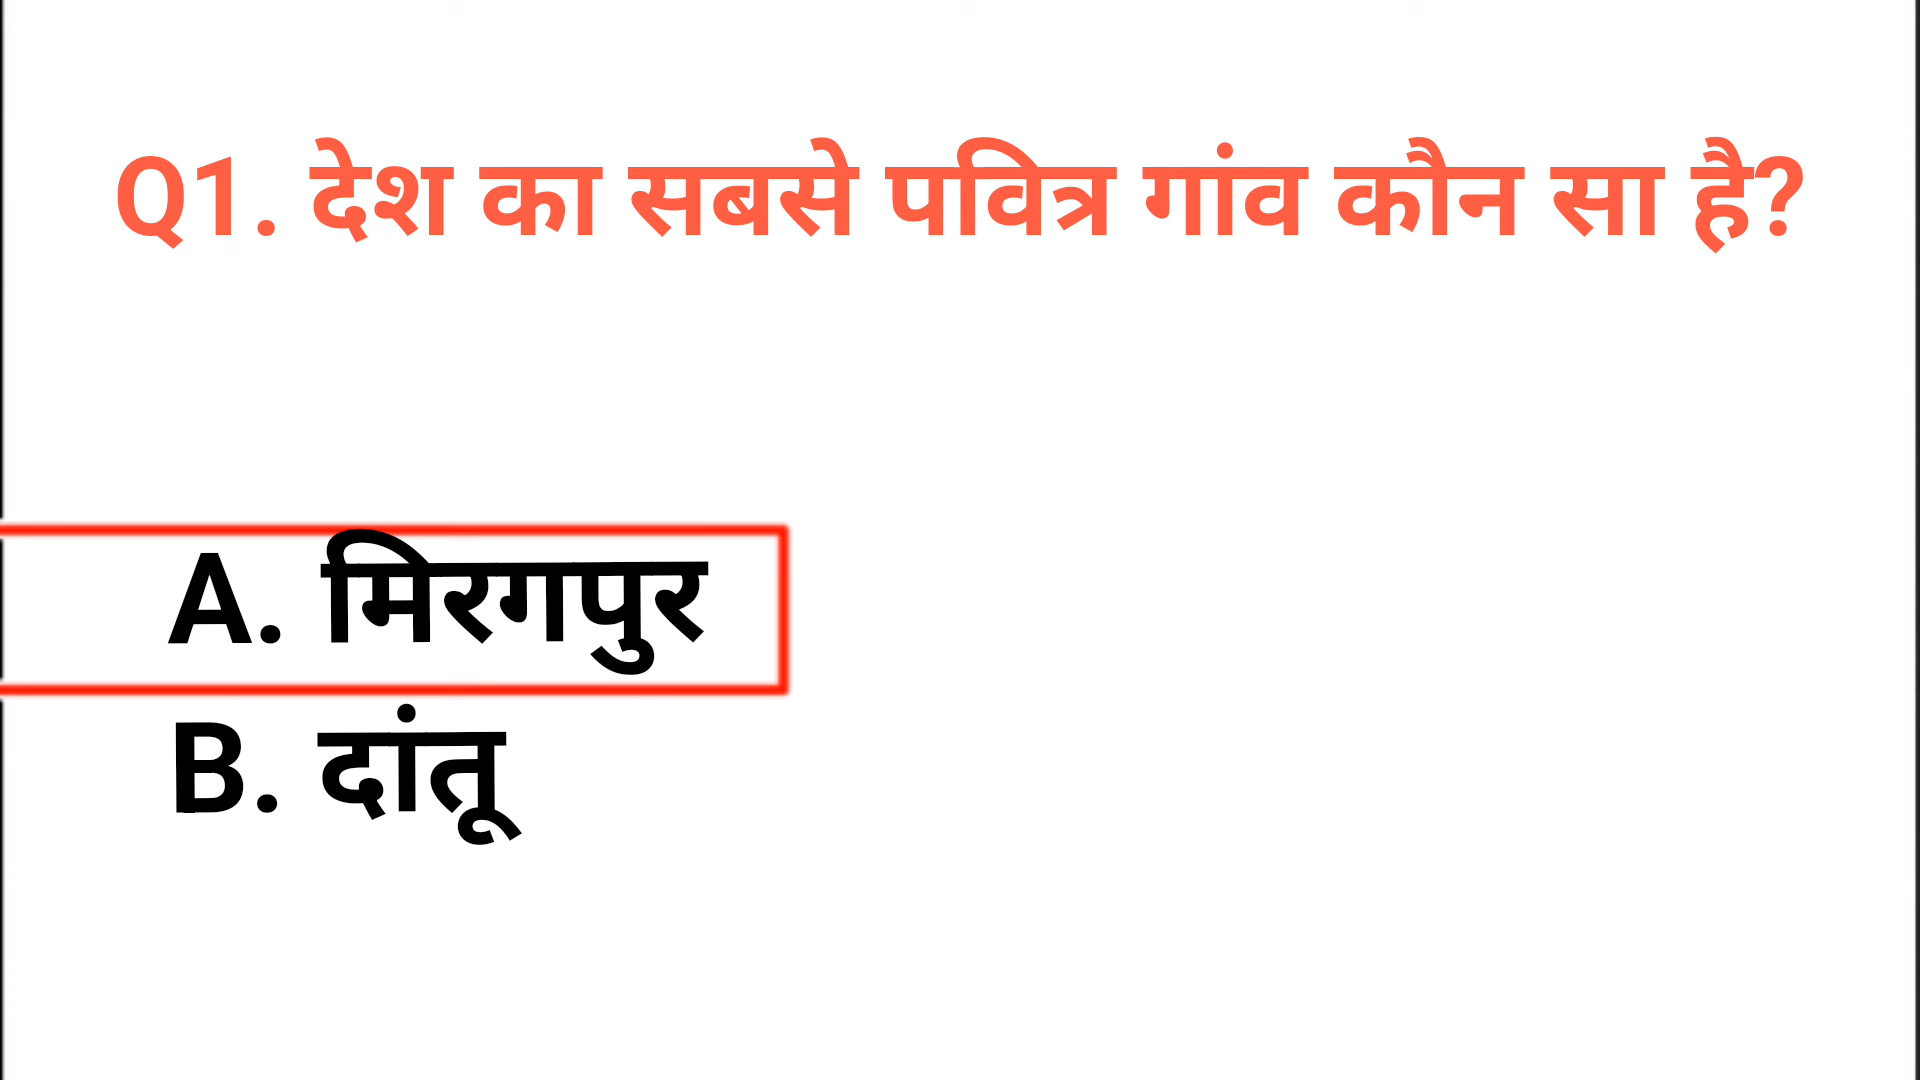 Q1. देश का सबसे पवित्र गांव कौन सा है?
A. मिरगपुर
B. दांतू